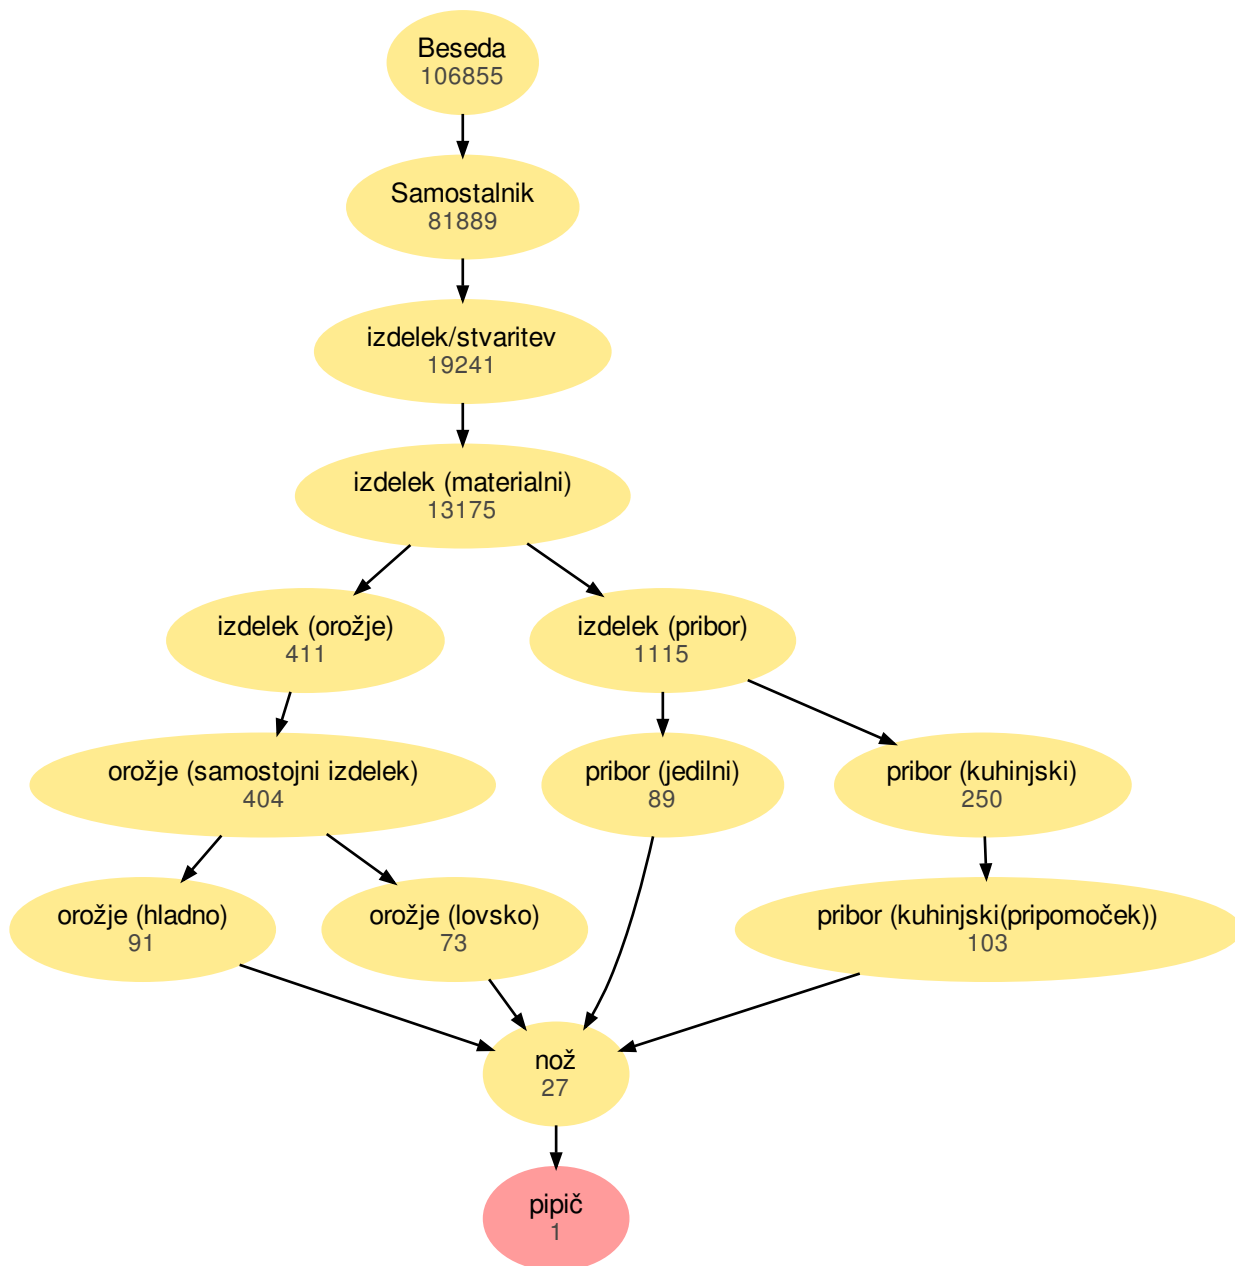 Beseda
106855
Samostalnik
81889
izdelek/stvaritev
19241
izdelek (materialni)
13175
izdelek (orožje)
411
izdelek (pribor)
1115
orožje (samostojni izdelek)
404
pribor (jedilni)
89
pribor (kuhinjski)
250
orožje (hladno)
91
orožje (lovsko)
73
pribor (kuhinjski(pripomoček))
103
nož
27
pipič
1